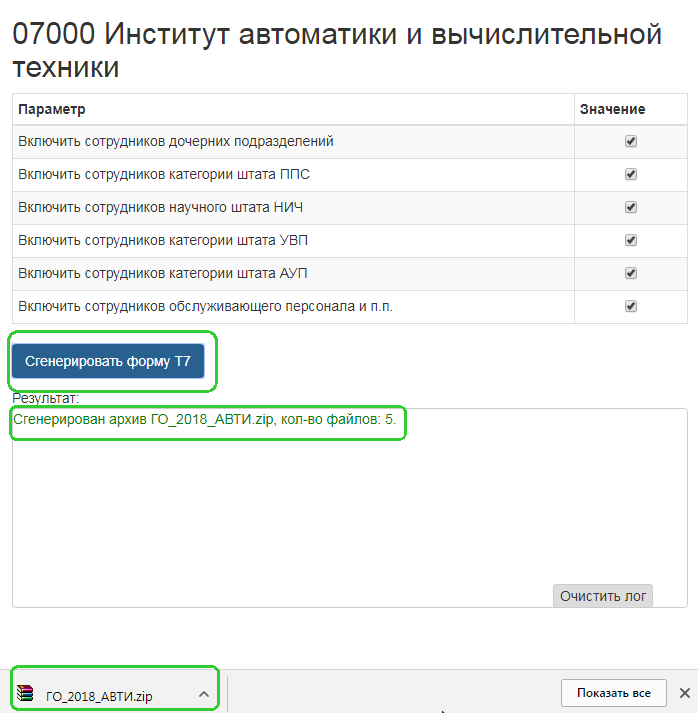 07000 Институт автоматики и вычислительной
техники
Параметр Значение
Включить сотрудников дочерних подразделений
Включить сотрудников категории штата ППС
Включить сотрудников научного штата НИЧ
Включить сотрудников категории штата УВП
Включить сотрудников категории штата АУП
Включить сотрудников обслуживающего персонала и п.п.
Сгенерировать форму Т7
Результат:
Сгенерирован архив ГО_2018_АВТИ.zip, кол-во файлов: 5.
Очистить лог
ГО_2018_АВТИ.zip Показать все